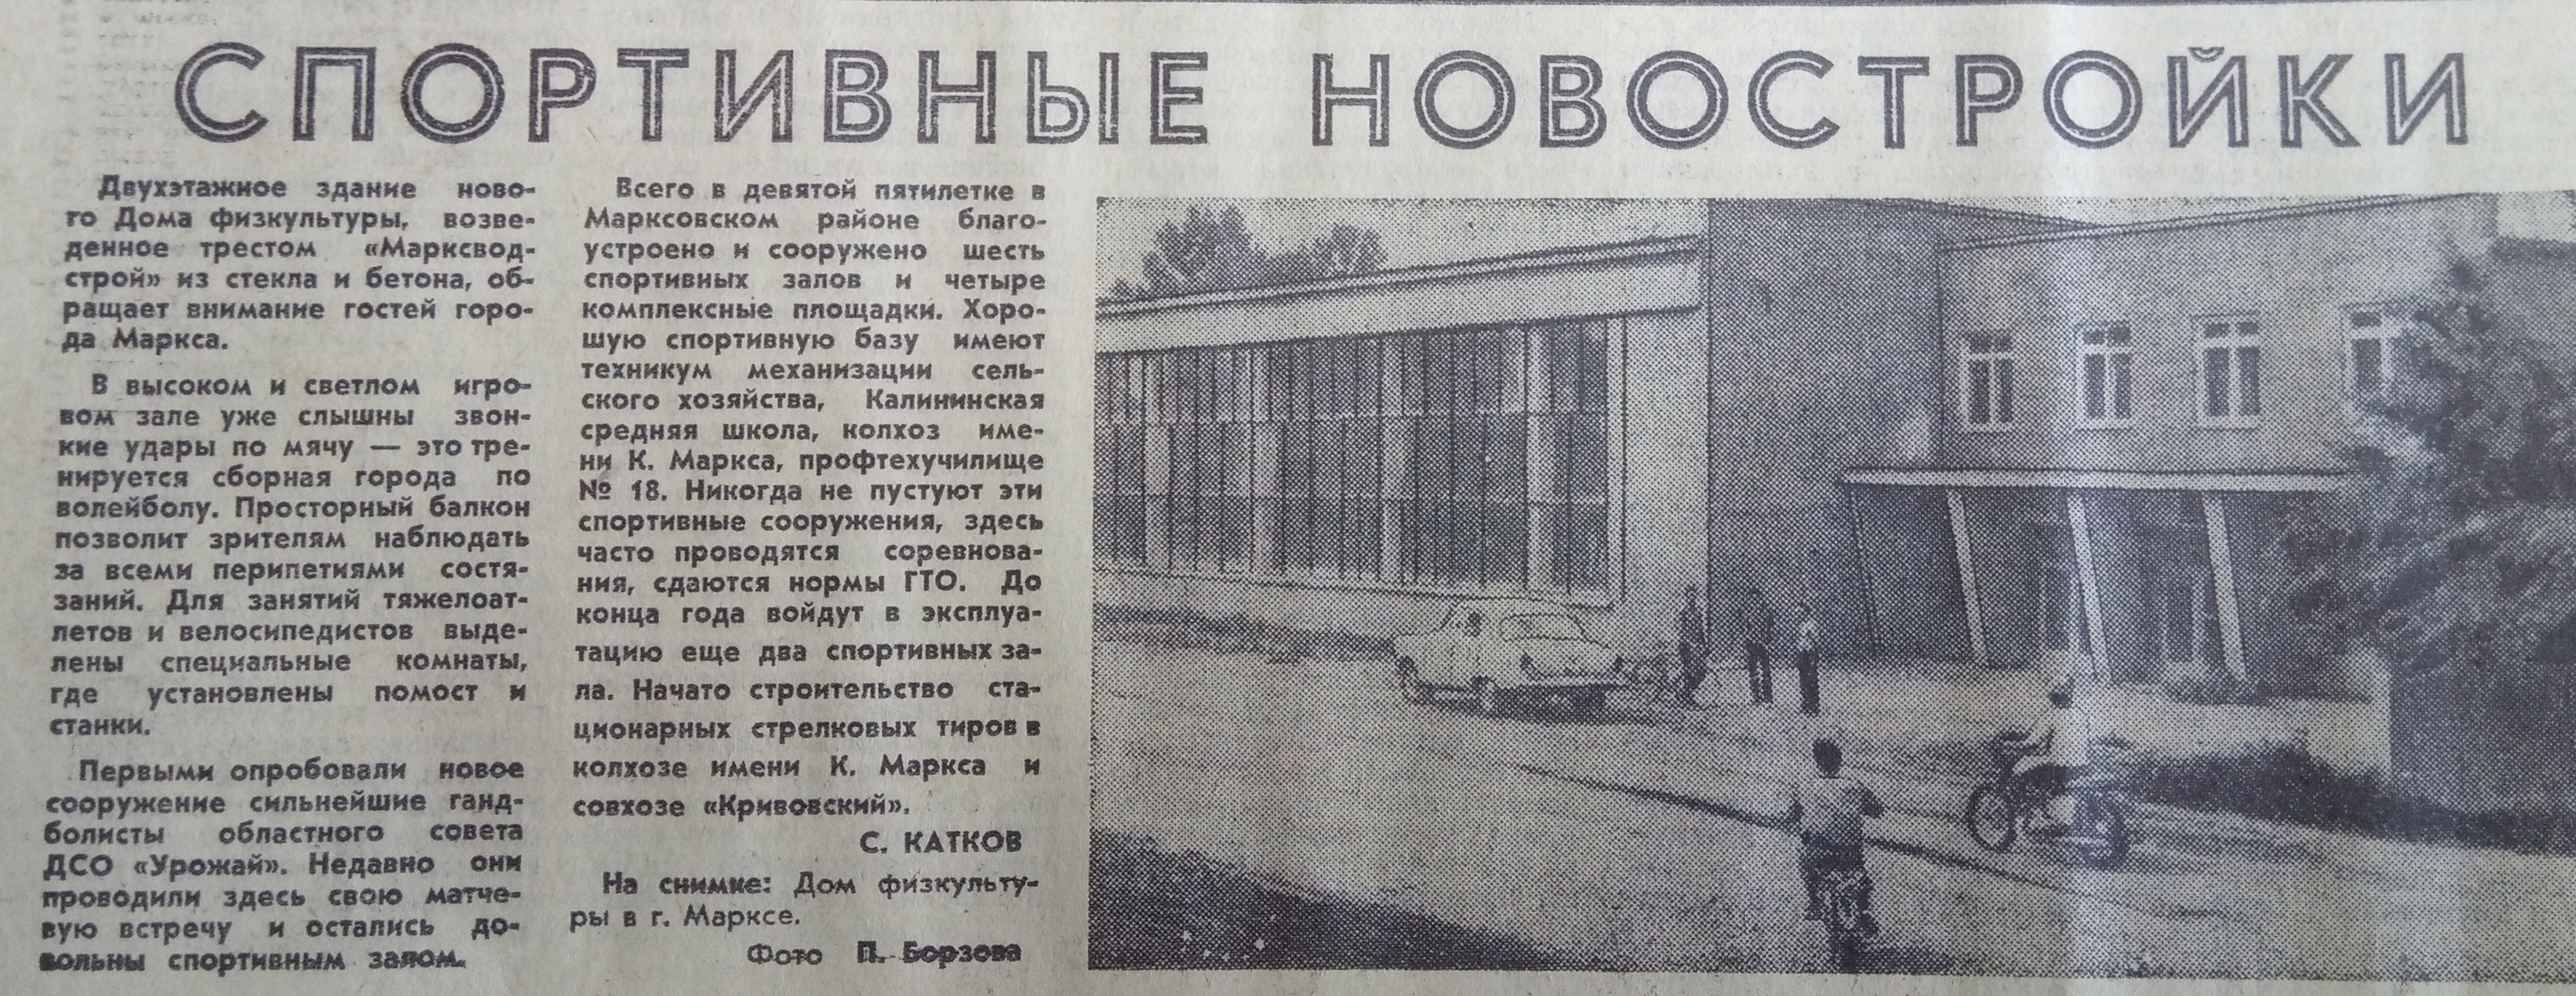 СПОРТИВНЫЕ НОВОСТРОЙКИ
Двухэтажное здание ново-
го Дома физкультуры, возве-
денное трестом «Марксвод-
строй» из стекла и бетона, об-
ращает внимание гостей горо-
да Маркса.
В высоком и светлом игро-
вом зале уже слышны звон-
кие удары по мячу — это тре-
нируется сборная города по
волейболу. Просторный балкон
позволит зрителям наблюдать
за всеми перипетиями состя-
заний. Для занятий тяжелоат-
летов и велосипедистов выде-
лены специальные комнаты,
где установлены помост и
станки.
Первыми опробовали новое
сооружение сильнейшие ганд-
болисты областного совета
ДСО «Урожай». Недавно они
проводили здесь свою матче-
вую встречу и остались до-
вольны спортивным залом.
Всего в девятой пятилетке в
Марксовском районе благо-
устроено и сооружено шесть
спортивных залов и четыре
комплексные площадки. Хоро-
шую спортивную базу имеют
техникум механизации сель-
ского хозяйства, Калининская
средняя школа, колхоз име-
ни К. Маркса, профтехучилище
№ 18. Никогда не пустуют эти
спортивные сооружения, здесь
часто проводятся соревнова-
ния, сдаются нормы ГТО. До
конца года войдут в эксплуа-
тацию еще два спортивных за-
ла. Начато строительство ста-
ционарных стрелковых тиров в
колхозе имени К. Маркса и
совхозе «Кривовский».
С. КАТКОВ
На снимке: Дом физкульту-
ры в г. Марксе.
Фото П. Борзова